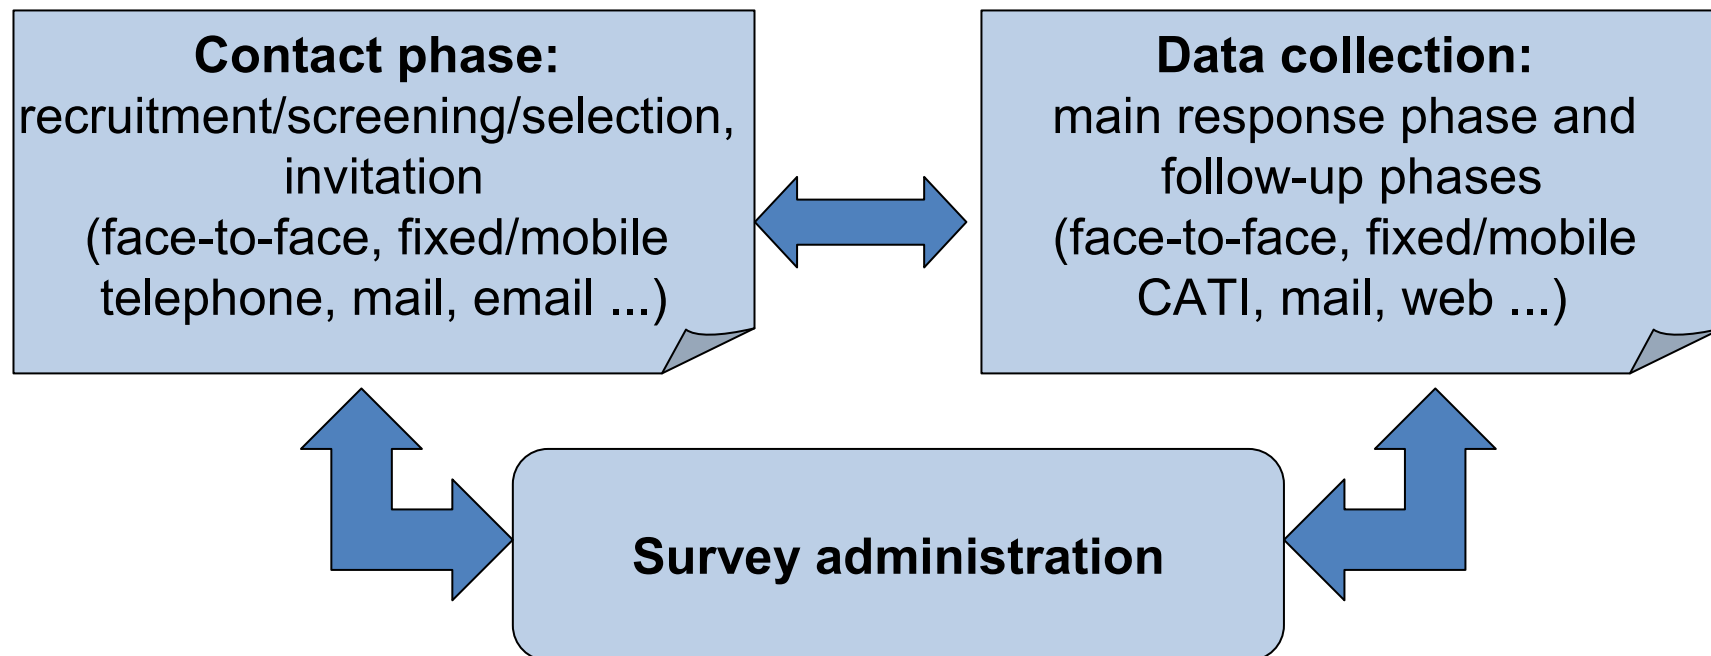 Contact phase:
recruitment/screening/selection,
invitation
(face-to-face, fixed/mobile
telephone, mail, email ...)
Data collection:
main response phase and
follow-up phases
(face-to-face, fixed/mobile
CATI, mail, web ...)
Survey administration